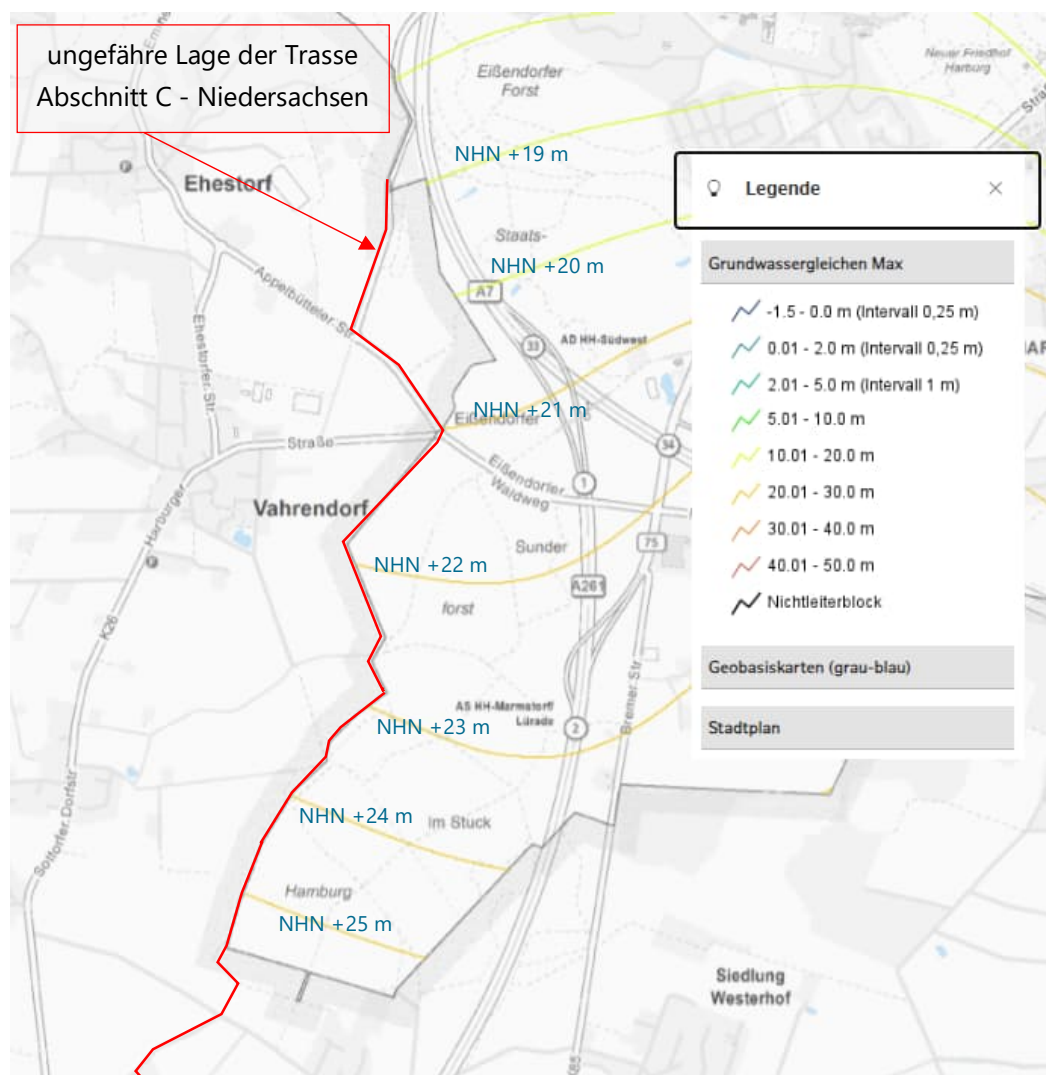 ungefähre Lage der Trasse
Abschnitt C - Niedersachsen
Eißendorfer
Forst
Neuer Friedhof
Harburg
NHN +19 m
Ehestorf
Legende
Staats-
NHN +20 m
Grundwassergleichen Max
A7
Appelbütteler Str.
-1.5 - 0.0 m (Intervall 0,25 m)
33
AD HH-Südwest
0.01 - 2.0 m (Intervall 0,25 m)
Ehestorfer Str.
2.01 - 5.0 m (Intervall 1 m)
NHN +21 m
Eißendorfer
5.01 - 10.0 m
Straße
34
10.01 - 20.0 m
Eißendorfer
Waldweg
1
20.01 - 30.0 m
Vahrendorf
Harburger
Sunder
75
30.01 - 40.0 m
NHN +22 m
40.01 - 50.0 m
A261
forst
Nichtleiterblock
K26
Geobasiskarten (grau-blau)
AS HH-Marmstorf/
Lürade
Bremer Str.
NHN +23 m
2
Stadtplan
Sottorfer Dorfstr
NHN +24 m
Im Stuck
Hamburg
NHN +25 m
Siedlung
Westerhof